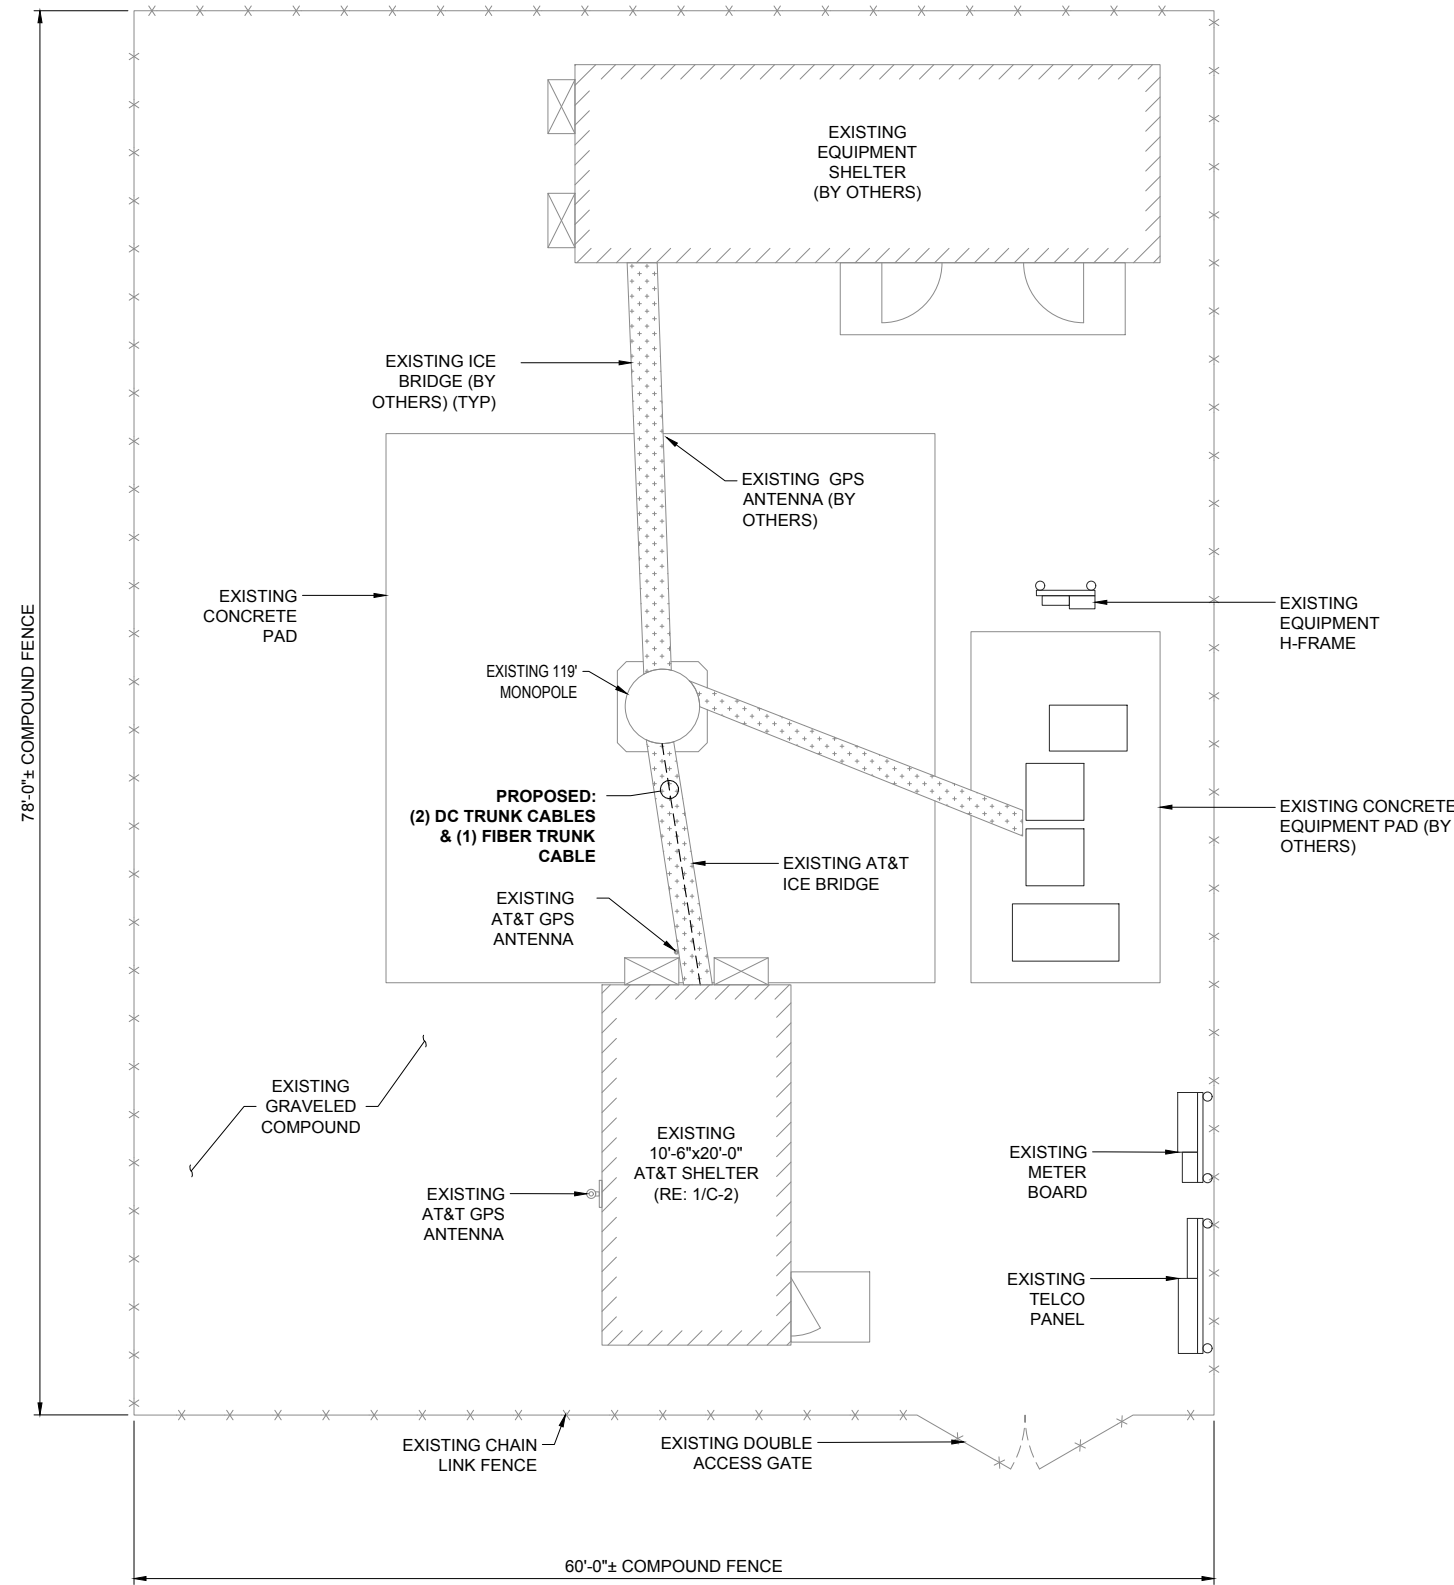 EXISTING
EQUIPMENT
SHELTER
(BY OTHERS)
EXISTING ICE
BRIDGE (BY
OTHERS) (TYP)
EXISTING GPS
ANTENNA (BY
OTHERS)
EXISTING
CONCRETE
PAD
EXISTING
EQUIPMENT
H-FRAME
78'-0"± COMPOUND FENCE
EXISTING 119'
MONOPOLE
PROPOSED:
(2) DC TRUNK CABLES
& (1) FIBER TRUNK
CABLE
EXISTING CONCRETE
EQUIPMENT PAD (BY
OTHERS)
EXISTING AT&T
ICE BRIDGE
EXISTING
AT&T GPS
ANTENNA
EXISTING
GRAVELED
COMPOUND
EXISTING
10'-6"x20'-0"
AT&T SHELTER
(RE: 1/C-2)
EXISTING
METER
BOARD
EXISTING
AT&T GPS
ANTENNA
EXISTING
TELCO
PANEL
EXISTING CHAIN
LINK FENCE
EXISTING DOUBLE
ACCESS GATE
60'-0"± COMPOUND FENCE